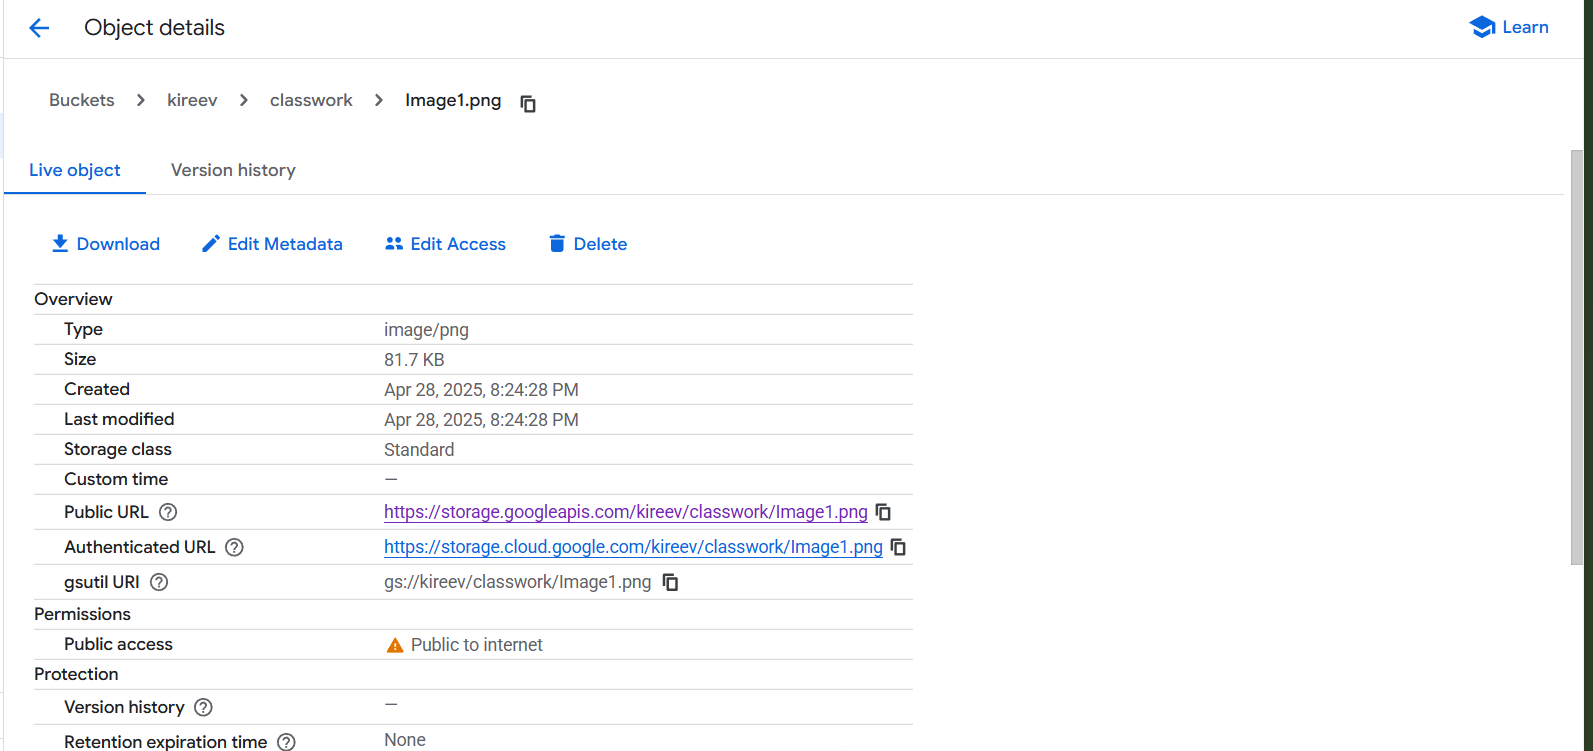 Object details
Learn
Buckets > kireev > classwork > Image1.png
Live object Version history
Download Edit Metadata Edit Access Delete
Overview
Type image/png
Size 81.7 KB
Created Apr 28, 2025, 8:24:28 PM
Last modified Apr 28, 2025, 8:24:28 PM
Storage class Standard
Custom time —
Public URL ? https://storage.googleapis.com/kireev/classwork/Image1.png
Authenticated URL ? https://storage.cloud.google.com/kireev/classwork/Image1.png
gsutil URI ? gs://kireev/classwork/Image1.png
Permissions
Public access Public to internet
Protection
Version history ? —
Retention expiration time ? None